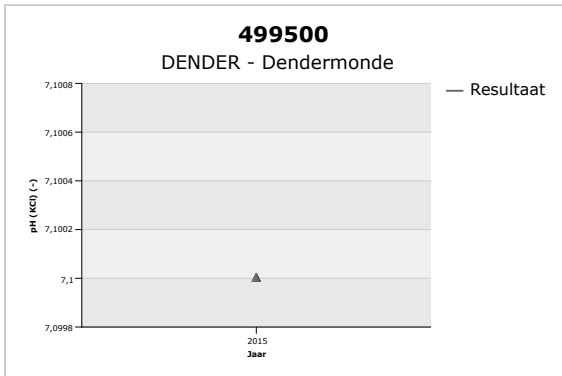 499500
DENDER - Dendermonde
Resultaat
7,1008
7,1006
7,1004
7,1002
7,1
7,0998
pH (KCl) (-)
2015
Jaar